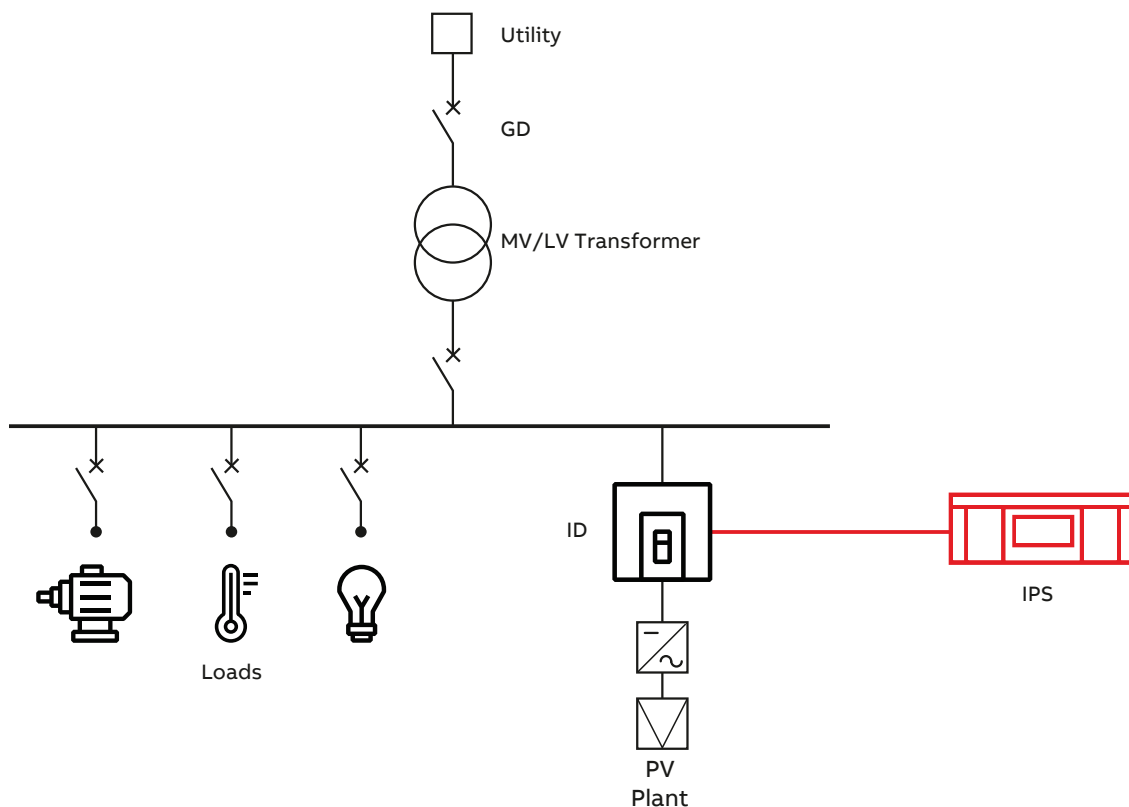 Utility
GD
MV/LV Transformer
ID
IPS
Loads
PV
Plant